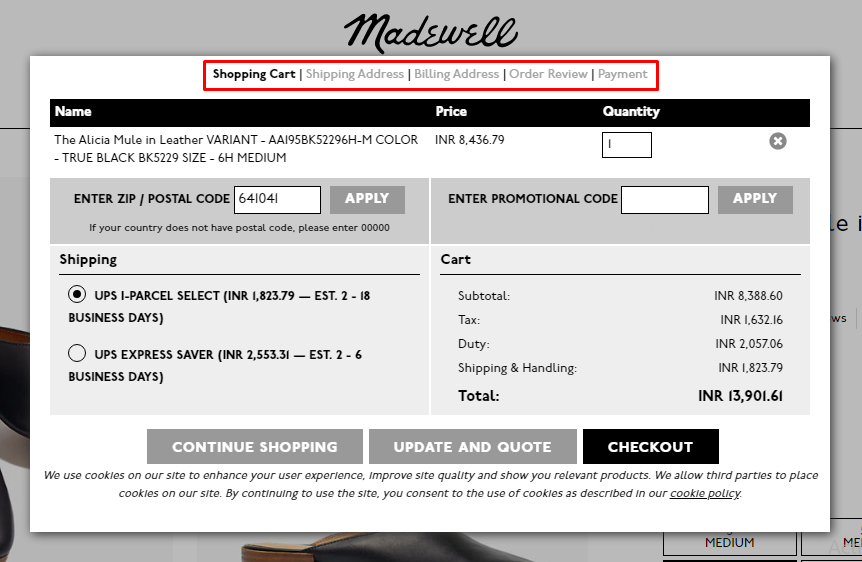 Madewell
Shopping Cart | Shipping Address | Billing Address | Order Review | Payment
Name Price Quantity
The Alicia Mule in Leather VARIANT - AA195BK52296H-M COLOR INR 8,436.79 1
- TRUE BLACK BK5229 SIZE - 6H MEDIUM
ENTER ZIP / POSTAL CODE 641041 APPLY ENTER PROMOTIONAL CODE APPLY
If your country does not have postal code, please enter 00000
Shipping
UPS I-PARCEL SELECT (INR 1,823.79 — EST. 2 - 18
BUSINESS DAYS)
UPS EXPRESS SAVER (INR 2,553.31 — EST. 2 - 6
BUSINESS DAYS)
Cart
Subtotal: INR 8,388.60
Tax: INR 1,632.16
Duty: INR 2,057.06
Shipping & Handling: INR 1,823.79
Total: INR 13,901.61
CONTINUE SHOPPING UPDATE AND QUOTE CHECKOUT
We use cookies on our site to enhance your user experience, improve site quality and show you relevant products. We allow third parties to place
cookies on our site. By continuing to use the site, you consent to the use of cookies as described in our cookie policy.
le i
ws
MEDIUM ME